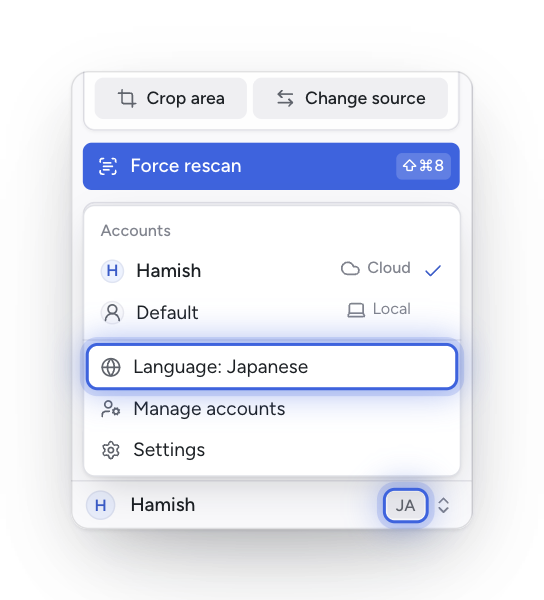 Crop area
Change source
Force rescan
⇧⌘8
Accounts
H Hamish Cloud
Default Local
Language: Japanese
Manage accounts
Settings
H Hamish JA